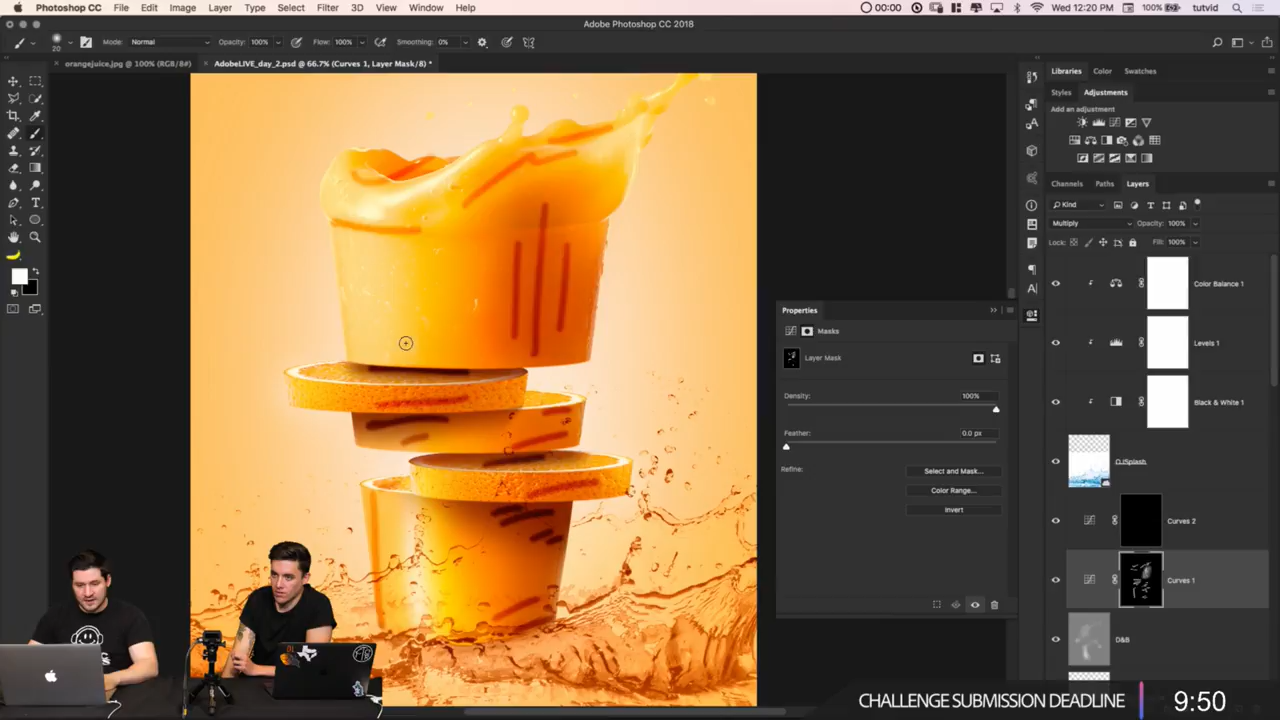 Photoshop CC File Edit Image Layer Type Select Filter 3D View Window Help 00:00 100% Wed 12:20 PM tutvid
Adobe Photoshop CC 2018
20 Mode: Normal Opacity: 100% Flow: 100% Smoothing: 0%
orangejuice.jpg @ 100% (RGB/8#) AdobeLIVE_day_2.psd @ 66.7% (Curves 1, Layer Mask/8) *
Libraries Color Swatches
Styles Adjustments
Add an adjustment
Channels Paths Layers
Kind
Multiply Opacity: 100%
Lock: Fill: 100%
Color Balance 1
Levels 1
Black & White 1
OJSplash
Curves 2
Curves 1
D&B
Properties
Masks
Layer Mask
Density: 100%
Feather: 0.0 px
Refine: Select and Mask...
Color Range...
Invert
CHALLENGE SUBMISSION DEADLINE 9:50